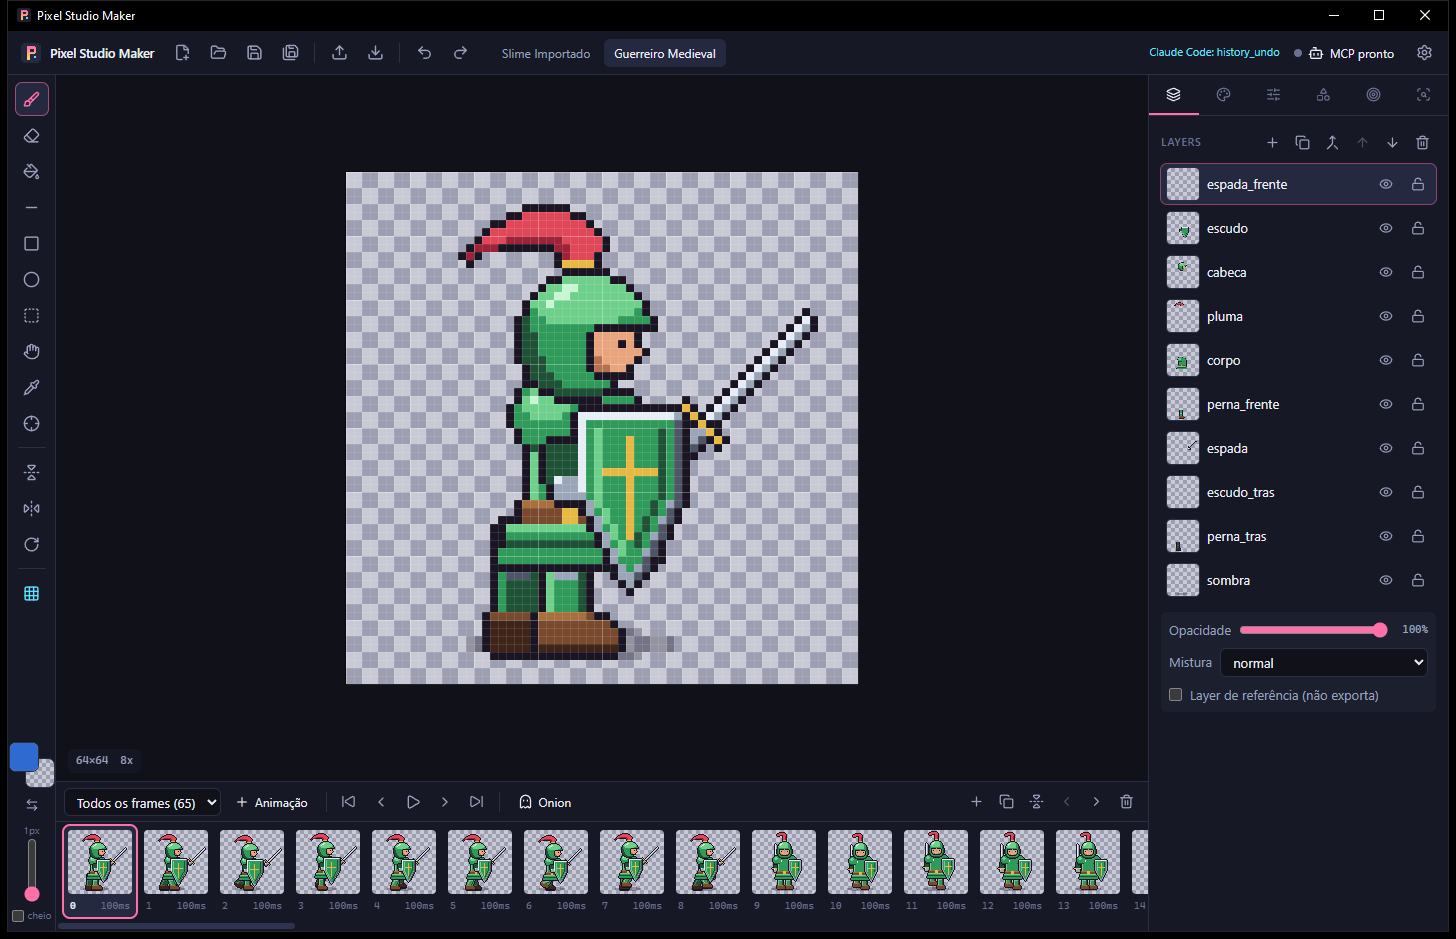 Pixel Studio Maker
Pixel Studio Maker
Slime Importado
Guerreiro Medieval
Claude Code: history_undo
MCP pronto
LAYERS
espada_frente
escudo
cabeca
pluma
corpo
perna_frente
espada
escudo_tras
perna_tras
sombra
Opacidade
100%
Mistura
normal
Layer de referência (não exporta)
64×64 8x
1px
cheio
Todos os frames (65)
Animação
Onion
0 100ms
1 100ms
2 100ms
3 100ms
4 100ms
5 100ms
6 100ms
7 100ms
8 100ms
9 100ms
10 100ms
11 100ms
12 100ms
13 100ms
14